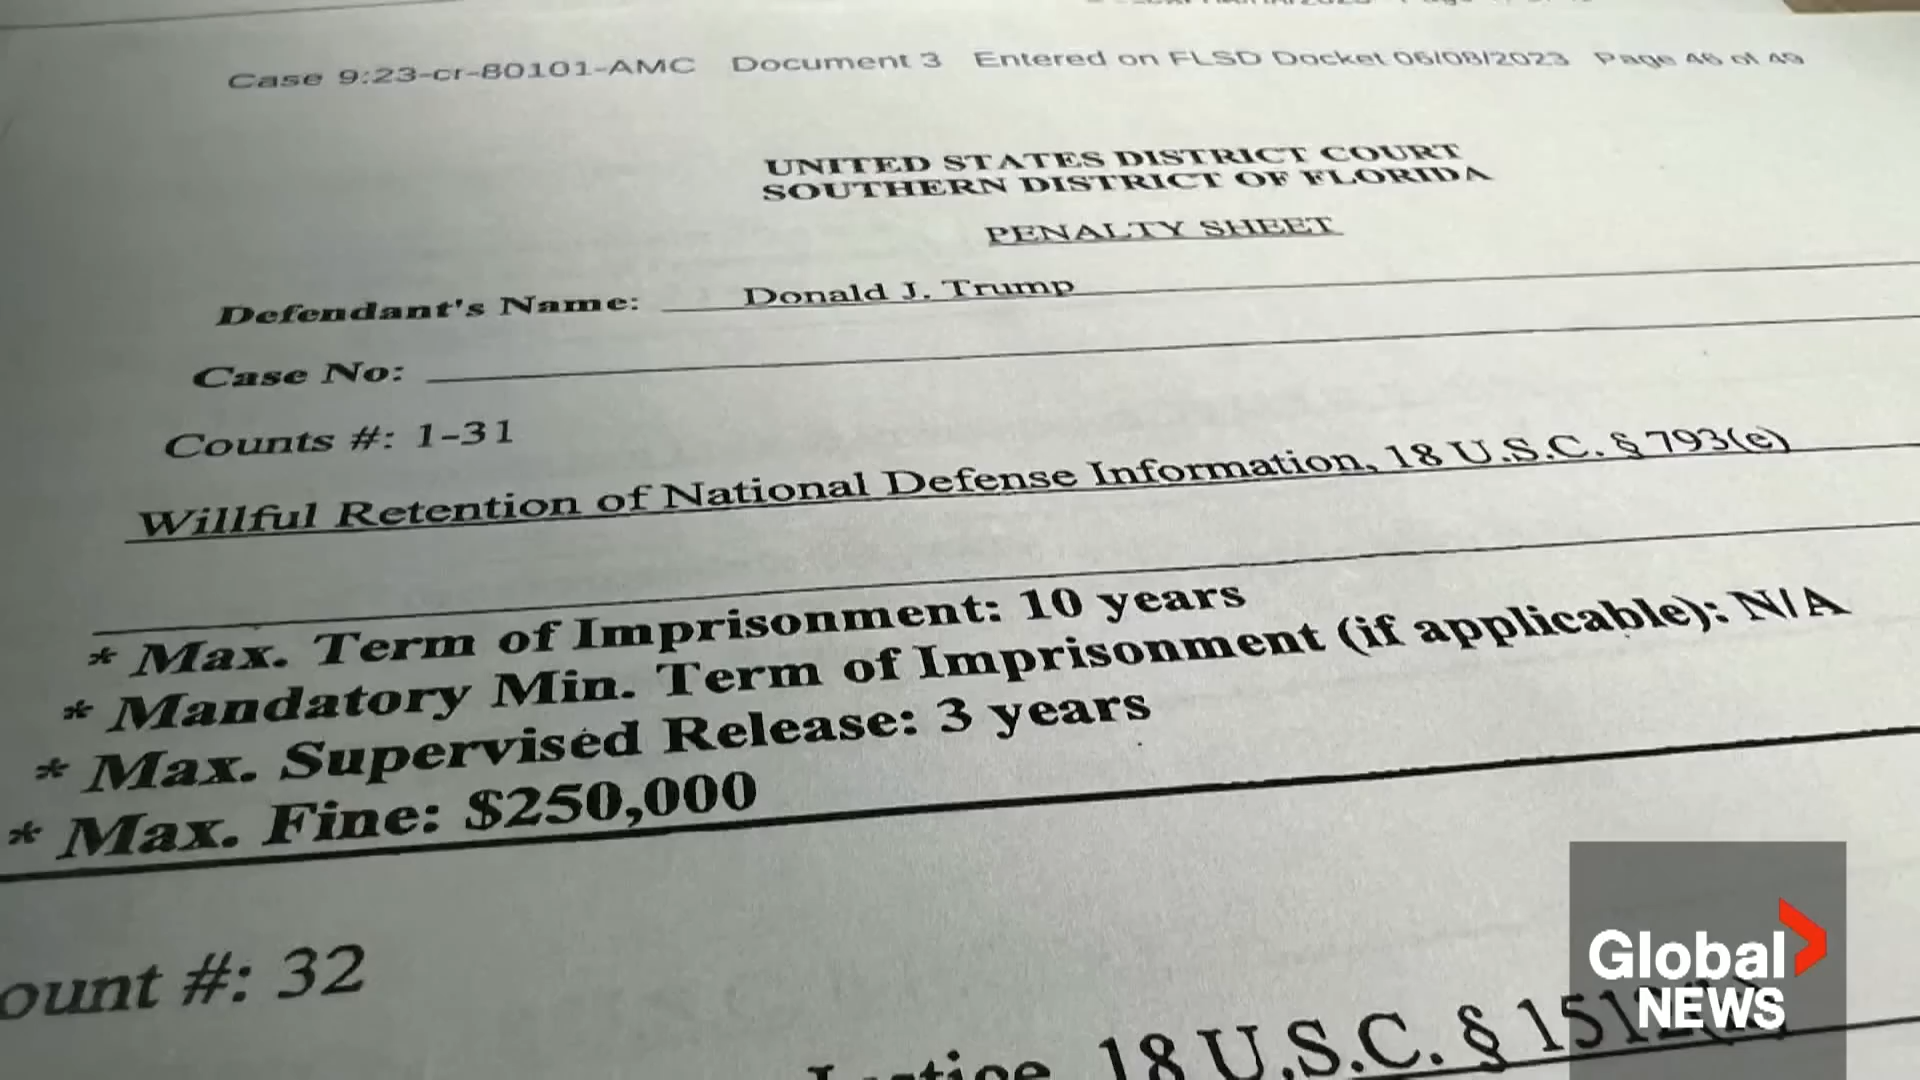 Case 9:23-cr-80101-AMC Document 3 Entered on FLSD Docket 06/08/2023 Page 46 of 49
UNITED STATES DISTRICT COURT
SOUTHERN DISTRICT OF FLORIDA
PENALTY SHEET
Defendant's Name: Donald J. Trump
Case No:
Counts #: 1-31
Willful Retention of National Defense Information, 18 U.S.C. § 793(e)
* Max. Term of Imprisonment: 10 years
* Mandatory Min. Term of Imprisonment (if applicable): N/A
* Max. Supervised Release: 3 years
* Max. Fine: $250,000
ount #: 32
18 U.S.C. § 1512
Global
NEWS